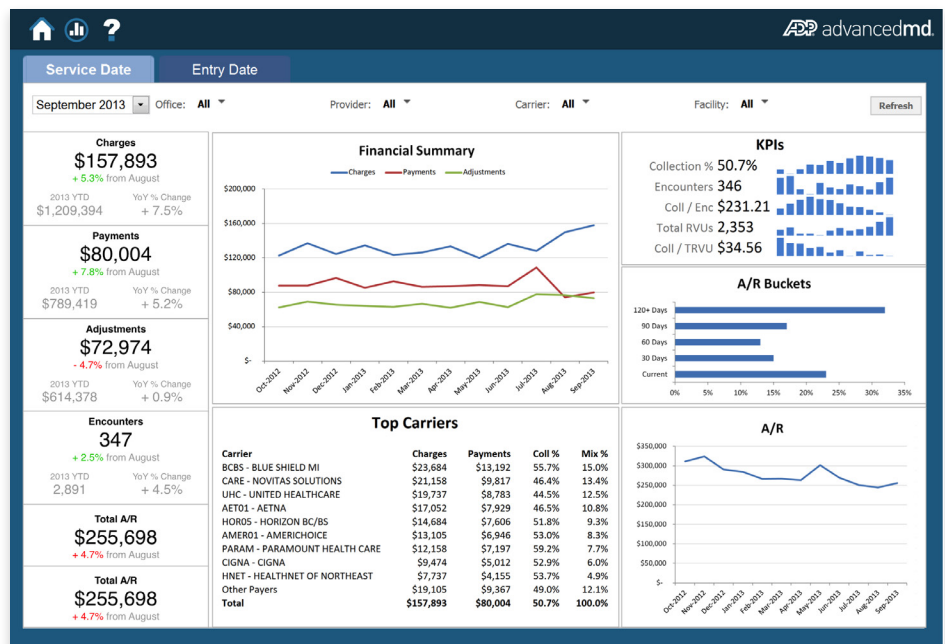 ADP advancedmd.
Service Date Entry Date
September 2013 Office: All Provider: All Carrier: All Facility: All Refresh
Charges
$157,893
+ 5.3% from August
2013 YTD YoY % Change
$1,209,394 + 7.5%
Payments
$80,004
+ 7.8% from August
2013 YTD YoY % Change
$789,419 + 5.2%
Adjustments
$72,974
- 4.7% from August
2013 YTD YoY % Change
$614,378 + 0.9%
Encounters
347
+ 2.5% from August
2013 YTD YoY % Change
2,891 + 4.5%
Total A/R
$255,698
+ 4.7% from August
Total A/R
$255,698
+ 4.7% from August
Financial Summary
Charges Payments Adjustments
$200,000
$160,000
$120,000
$80,000
$40,000
$-
Oct-2012 Nov-2012 Dec-2012 Jan-2013 Feb-2013 Mar-2013 Apr-2013 May-2013 Jun-2013 Jul-2013 Aug-2013 Sep-2013
Top Carriers
Carrier Charges Payments Coll % Mix %
BCBS - BLUE SHIELD MI $23,684 $13,192 55.7% 15.0%
CARE - NOVITAS SOLUTIONS $21,158 $9,817 46.4% 13.4%
UHC - UNITED HEALTHCARE $19,737 $8,783 44.5% 12.5%
AET01 - AETNA $17,052 $7,929 46.5% 10.8%
HOR05 - HORIZON BC/BS $14,684 $7,606 51.8% 9.3%
AMER01 - AMERICHOICE $13,105 $6,946 53.0% 8.3%
PARAM - PARAMOUNT HEALTH CARE $12,158 $7,197 59.2% 7.7%
CIGNA - CIGNA $9,474 $5,012 52.9% 6.0%
HNET - HEALTHNET OF NORTHEAST $7,737 $4,155 53.7% 4.9%
Other Payers $19,105 $9,367 49.0% 12.1%
Total $157,893 $80,004 50.7% 100.0%
KPIs
Collection % 50.7%
Encounters 346
Coll / Enc $231.21
Total RVUs 2,353
Coll / TRVU $34.56
A/R Buckets
120+ Days
90 Days
60 Days
30 Days
Current
0% 5% 10% 15% 20% 25% 30% 35%
A/R
$350,000
$300,000
$250,000
$200,000
$150,000
$100,000
$50,000
$-
Oct-2012 Nov-2012 Dec-2012 Jan-2013 Feb-2013 Mar-2013 Apr-2013 May-2013 Jun-2013 Jul-2013 Aug-2013 Sep-2013